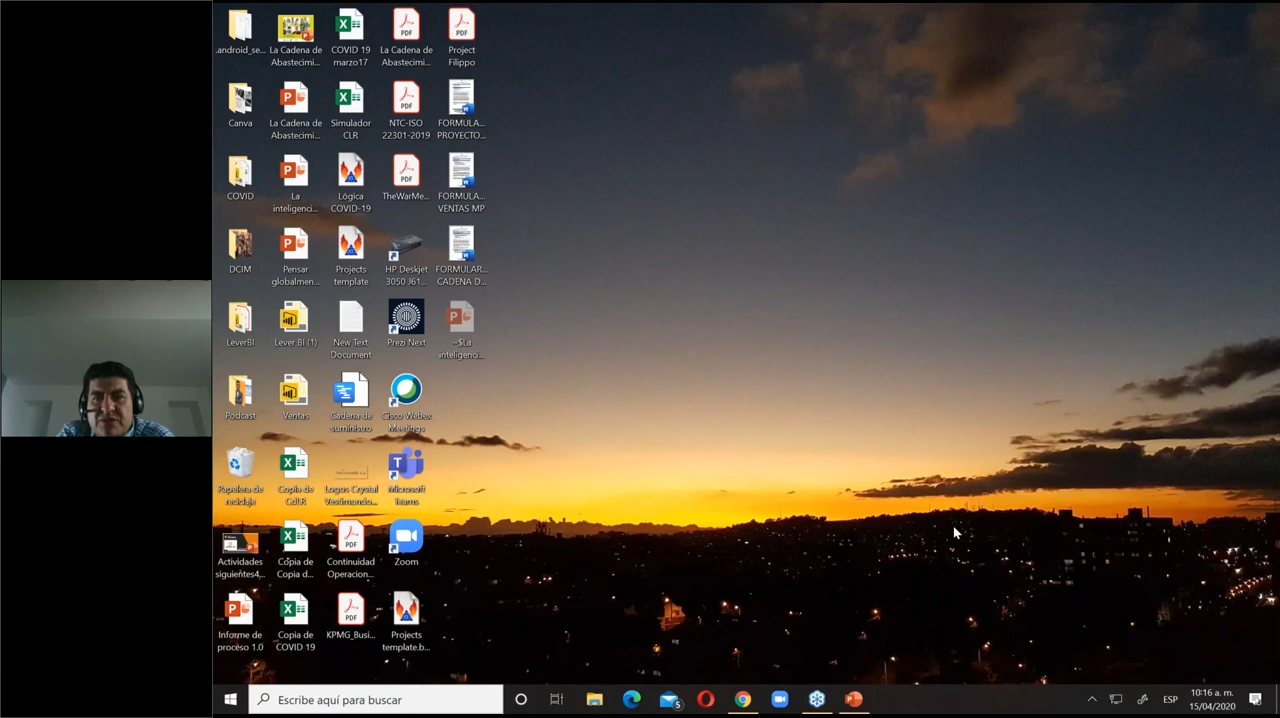 .android_se...
La Cadena de
Abastecimi...
COVID 19
marzo17
La Cadena de
Abastecimi...
Project
Filippo
Canva
La Cadena de
Abastecimi...
Simulador
CLR
NTC-ISO
22301-2019
FORMULA...
PROYECTO...
COVID
La
inteligenci...
Lógica
COVID-19
TheWarMe...
FORMULA...
VENTAS MP
DCIM
Pensar
globalmen...
Projects
template
HP Deskjet
3050 J61...
FORMULAR...
CADENA D...
LeverBI
Lever BI (1)
New Text
Document
Prezi Next
~$La
inteligenci...
Podcast
Ventas
Cadena de
suministro
Cisco Webex
Meetings
Papelera de
reciclaje
Copia de
CdLR
Logos Crystal
Vestimundo...
Microsoft
Teams
Actividades
siguientes4,...
Copia de
Copia d...
Continuidad
Operacion...
Zoom
Informe de
proceso 1.0
Copia de
COVID 19
KPMG_Busi...
Projects
template.b...
Escribe aquí para buscar
5
ESP
10:16 a. m.
15/04/2020